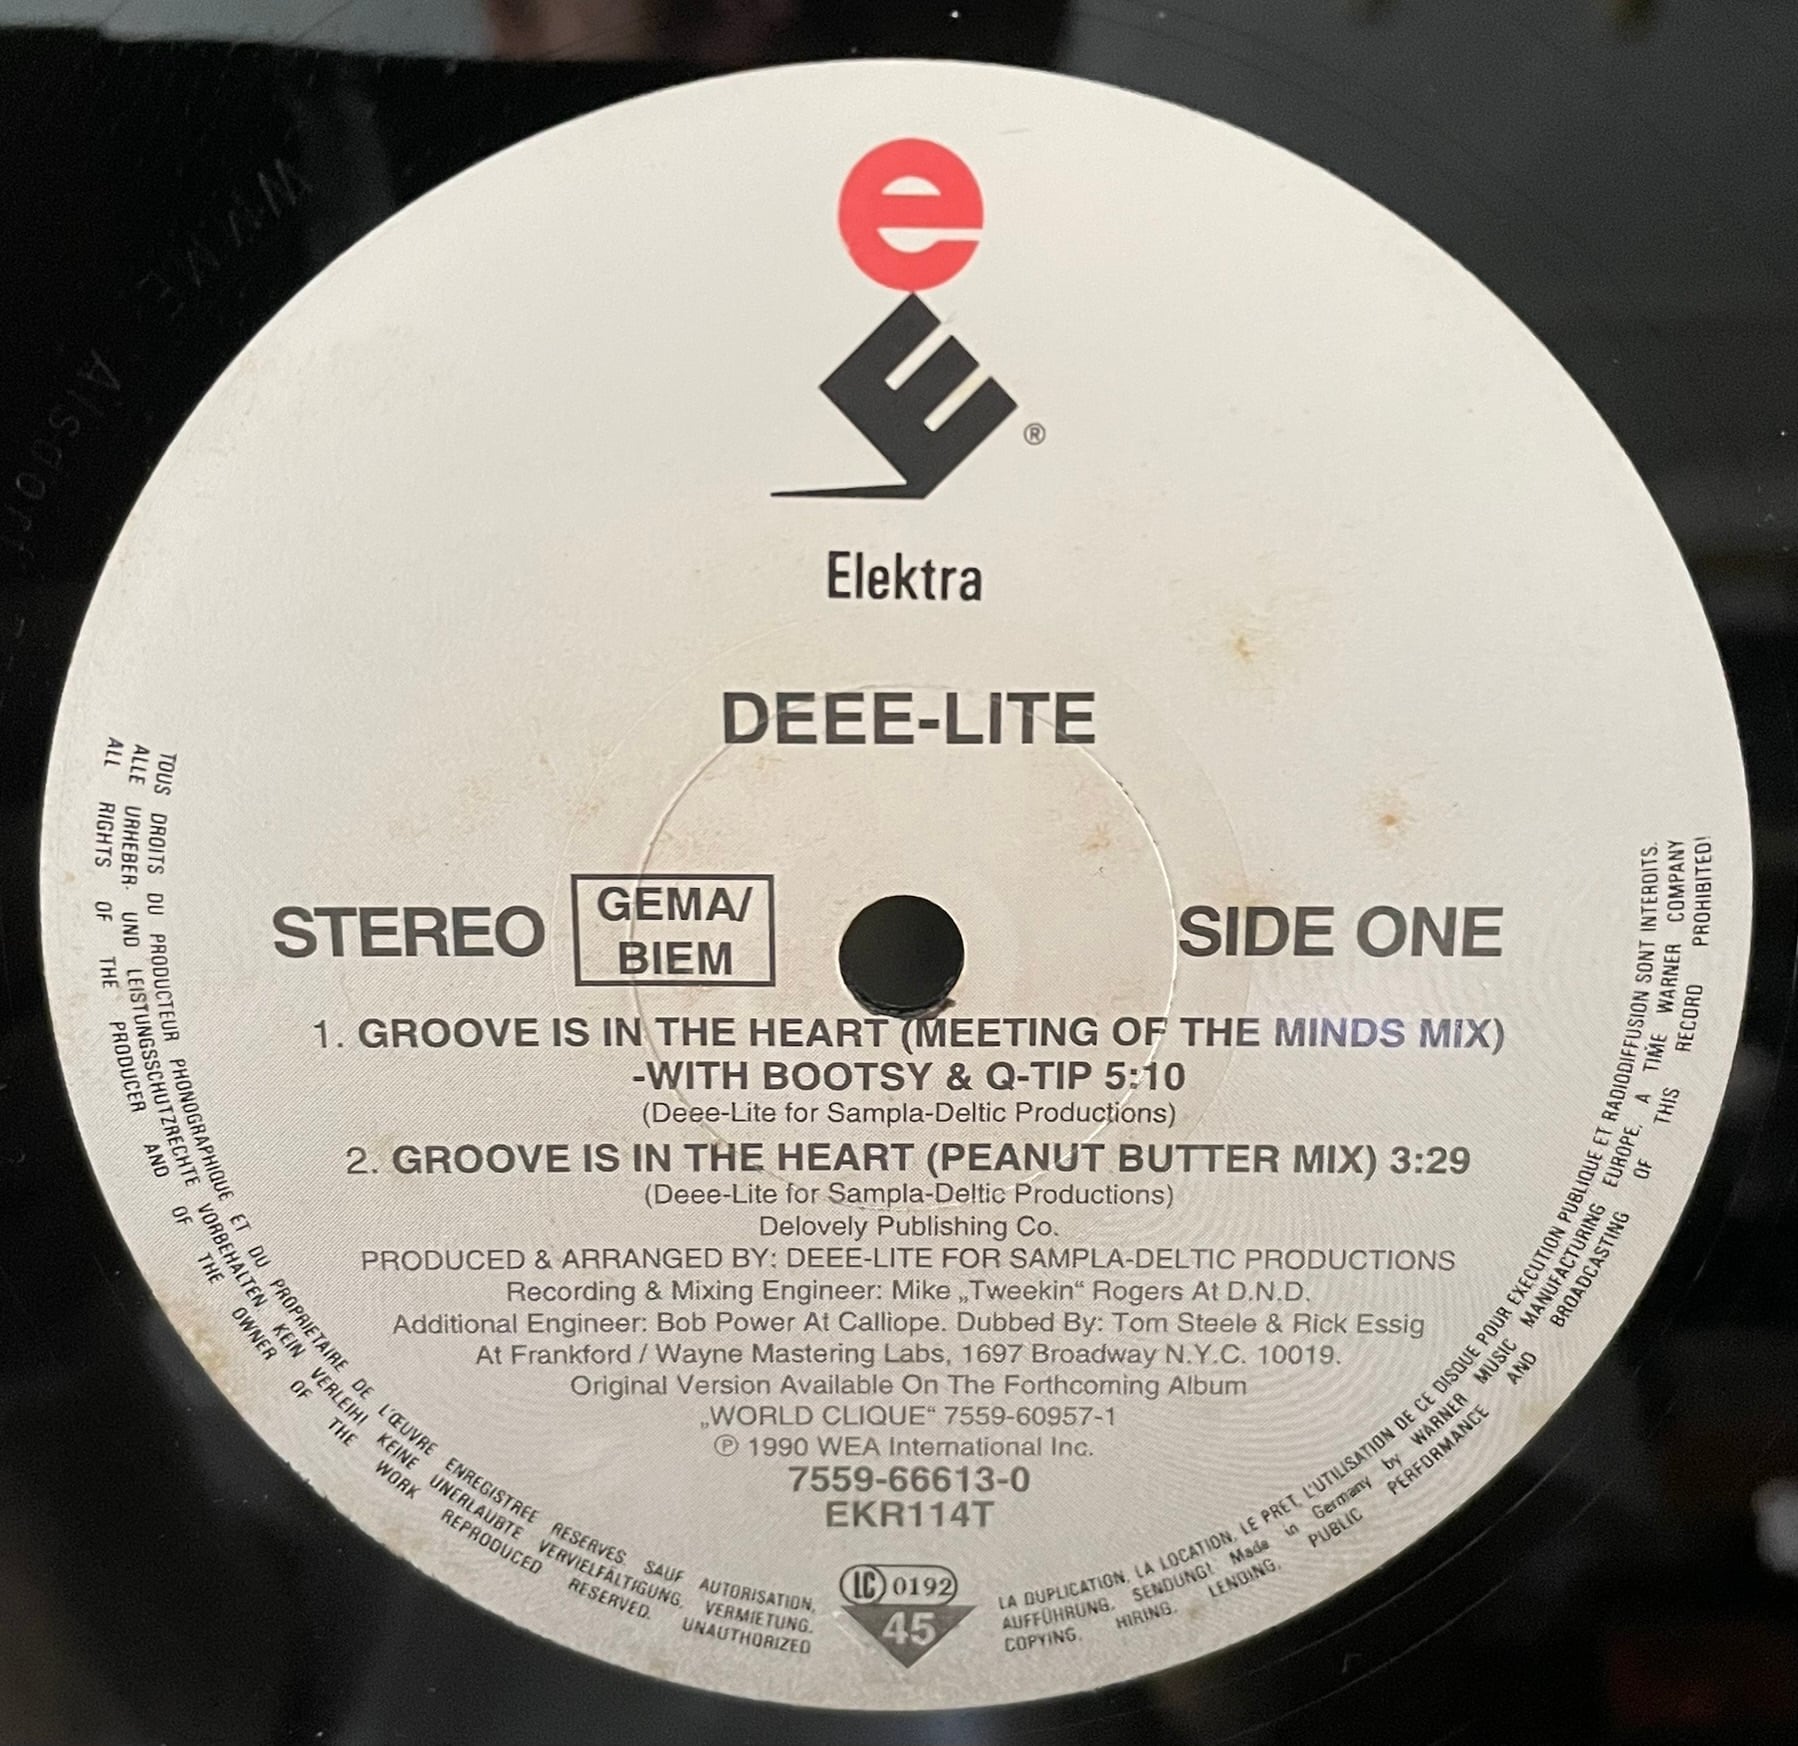 e
E®
Elektra
DEEE-LITE
STEREO
GEMA/
BIEM
SIDE ONE
1. GROOVE IS IN THE HEART (MEETING OF THE MINDS MIX)
-WITH BOOTSY & Q-TIP 5:10
(Deee-Lite for Sampla-Deltic Productions)
2. GROOVE IS IN THE HEART (PEANUT BUTTER MIX) 3:29
(Deee-Lite for Sampla-Deltic Productions)
Delovely Publishing Co.
PRODUCED & ARRANGED BY: DEEE-LITE FOR SAMPLA-DELTIC PRODUCTIONS
Recording & Mixing Engineer: Mike „Tweekin“ Rogers At D.N.D.
Additional Engineer: Bob Power At Calliope. Dubbed By: Tom Steele & Rick Essig
At Frankford / Wayne Mastering Labs, 1697 Broadway N.Y.C. 10019.
Original Version Available On The Forthcoming Album
„WORLD CLIQUE“ 7559-60957-1
℗ 1990 WEA International Inc.
7559-66613-0
EKR114T
LC 0192
45
TOUS DROITS DU PRODUCTEUR PHONOGRAPHIQUE ET DU PROPRIETAIRE DE L'ŒUVRE ENREGISTREE RESERVES. SAUF AUTORISATION, LA DUPLICATION, LA LOCATION, LE PRET, L'UTILISATION DE CE DISQUE POUR EXECUTION PUBLIQUE ET RADIODIFFUSION SONT INTERDITS.
ALLE URHEBER- UND LEISTUNGSSCHUTZRECHTE VORBEHALTEN KEIN VERLEIH! KEINE UNERLAUBTE VERVIELFÄLTIGUNG, VERMIETUNG, AUFFÜHRUNG, SENDUNG! Made in Germany by WARNER MUSIC MANUFACTURING EUROPE, A TIME WARNER COMPANY
ALL RIGHTS OF THE PRODUCER AND OF THE OWNER OF THE WORK REPRODUCED RESERVED. UNAUTHORIZED COPYING, HIRING, LENDING, PUBLIC PERFORMANCE AND BROADCASTING OF THIS RECORD PROHIBITED!
Alsdorf